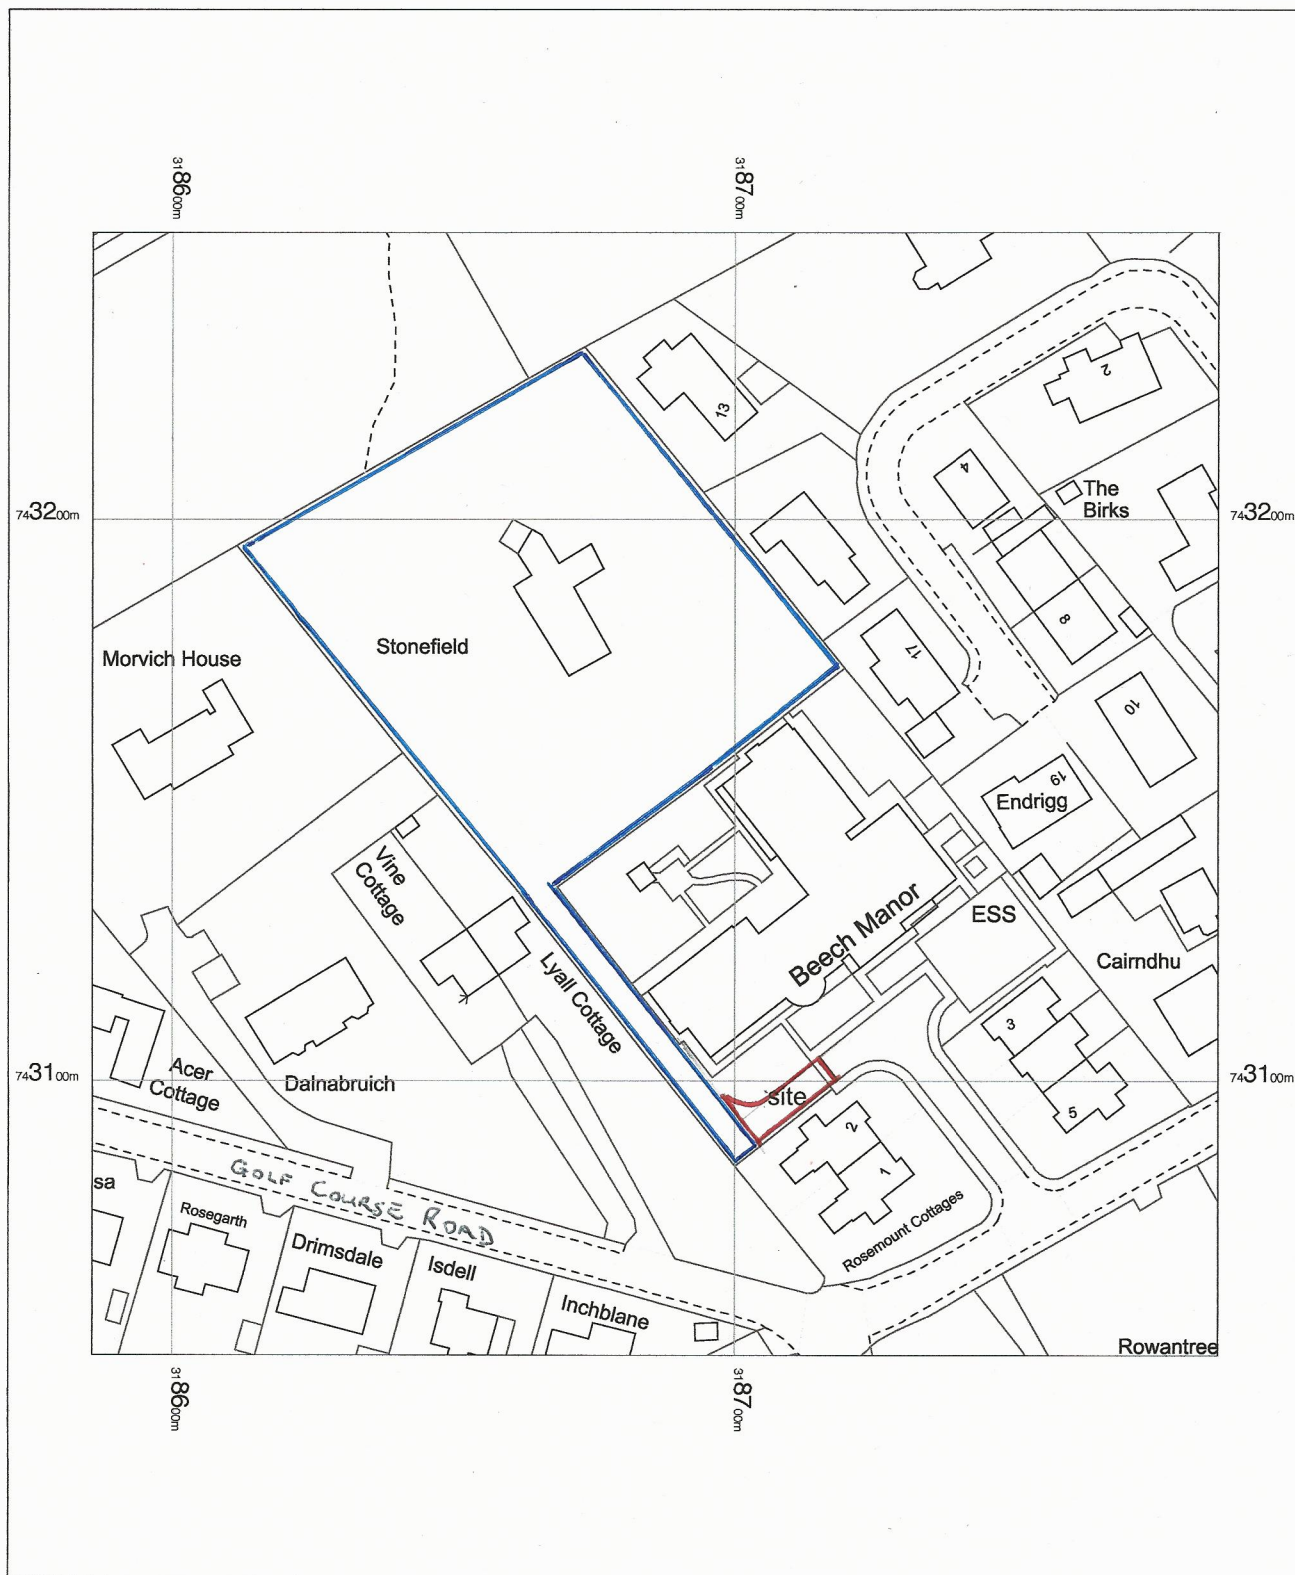 318600m
318700m
13
2
4
The
Birks
743200m
743200m
Stonefield
Morvich House
17
8
10
19
Endrigg
Vine
Cottage
Beech Manor
ESS
Lyall Cottage
Cairndhu
3
Acer
Cottage
Dalnabruich
743100m
743100m
site
5
2
1
GOLF COURSE ROAD
sa
Rosegarth
Drimsdale
Isdell
Rosemount Cottages
Inchblane
Rowantree
318600m
318700m